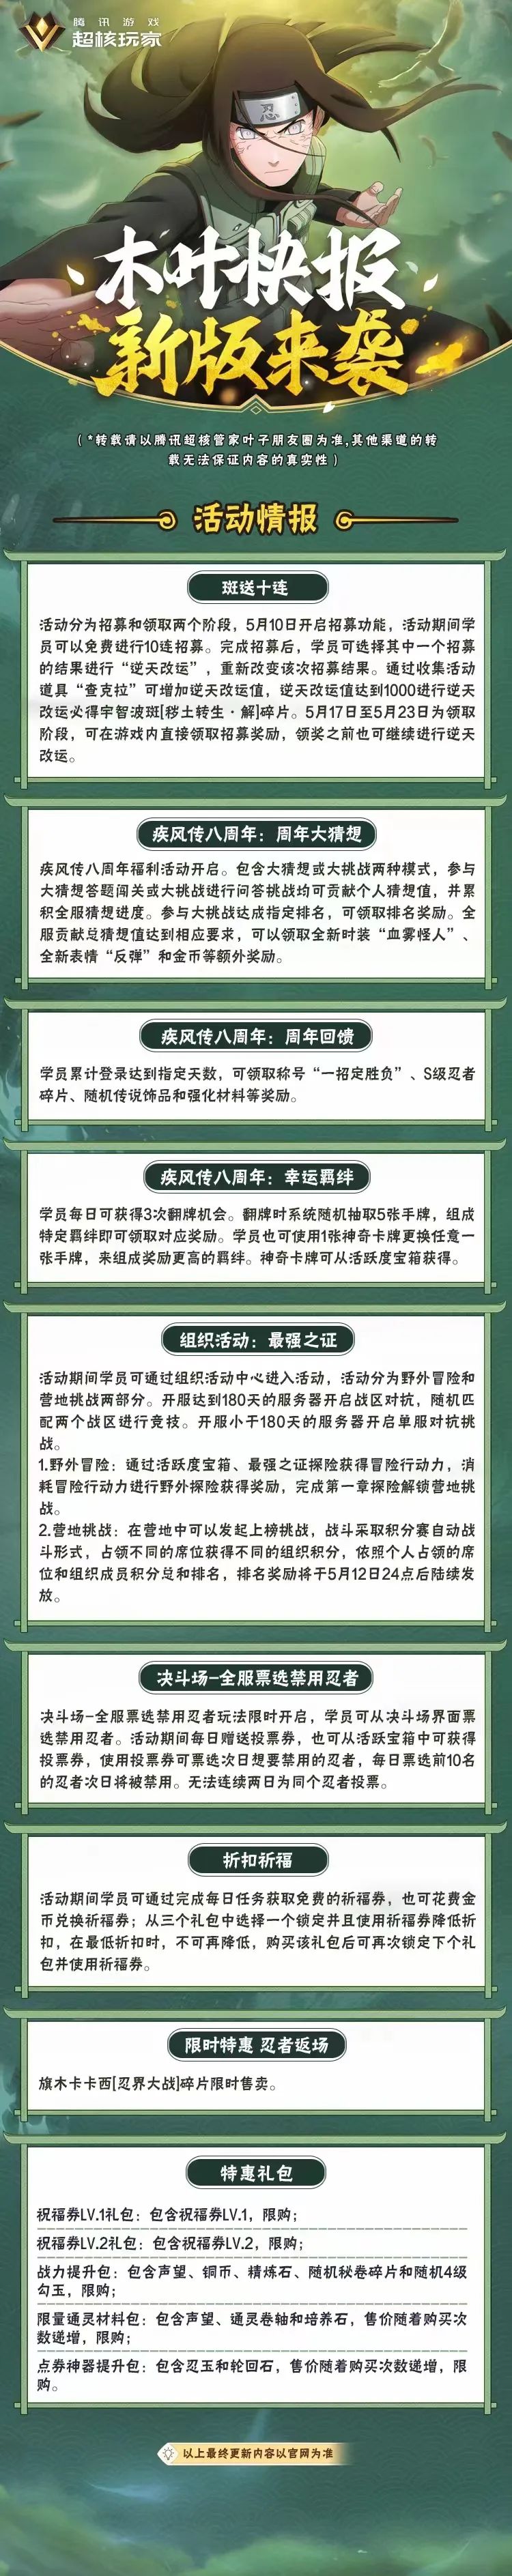 腾讯游戏
超核玩家
忍
木叶快报
新版来袭
（*转载请以腾讯超核管家叶子朋友圈为准,其他渠道的转
载无法保证内容的真实性）
活动情报
斑送十连
活动分为招募和领取两个阶段，5月10日开启招募功能，活动期间学
员可以免费进行10连招募。完成招募后，学员可选择其中一个招募
的结果进行“逆天改运”，重新改变该次招募结果。通过收集活动
道具“查克拉”可增加逆天改运值，逆天改运值达到1000进行逆天
改运必得宇智波斑[秽土转生·解]碎片。5月17日至5月23日为领取
阶段，可在游戏内直接领取招募奖励，领奖之前也可继续进行逆天
改运。
疾风传八周年：周年大猜想
疾风传八周年福利活动开启。包含大猜想或大挑战两种模式，参与
大猜想答题闯关或大挑战进行问答挑战均可贡献个人猜想值，并累
积全服猜想进度。参与大挑战达成指定排名，可领取排名奖励。全
服贡献总猜想值达到相应要求，可以领取全新时装“血雾怪人”、
全新表情“反弹”和金币等额外奖励。
疾风传八周年：周年回馈
学员累计登录达到指定天数，可领取称号“一招定胜负”、S级忍者
碎片、随机传说饰品和强化材料等奖励。
疾风传八周年：幸运羁绊
学员每日可获得3次翻牌机会。翻牌时系统随机抽取5张手牌，组成
特定羁绊即可领取对应奖励。学员也可使用1张神奇卡牌更换任意一
张手牌，来组成奖励更高的羁绊。神奇卡牌可从活跃度宝箱获得。
组织活动：最强之证
活动期间学员可通过组织活动中心进入活动，活动分为野外冒险和
营地挑战两部分。开服达到180天的服务器开启战区对抗，随机匹
配两个战区进行竞技。开服小于180天的服务器开启单服对抗挑
战。
1.野外冒险：通过活跃度宝箱、最强之证探险获得冒险行动力，消
耗冒险行动力进行野外探险获得奖励，完成第一章探险解锁营地挑
战。
2.营地挑战：在营地中可以发起上榜挑战，战斗采取积分赛自动战
斗形式，占领不同的席位获得不同的组织积分，依照个人占领的席
位和组织成员积分总和排名，排名奖励将于5月12日24点后陆续发
放。
决斗场-全服票选禁用忍者
决斗场-全服票选禁用忍者玩法限时开启，学员可从决斗场界面票
选禁用忍者。活动期间每日赠送投票券，也可从活跃宝箱中可获得
投票券，使用投票券可票选次日想要禁用的忍者，每日票选前10名
的忍者次日将被禁用。无法连续两日为同个忍者投票。
折扣祈福
活动期间学员可通过完成每日任务获取免费的祈福券，也可花费金
币兑换祈福券；从三个礼包中选择一个锁定并且使用祈福券降低折
扣，在最低折扣时，不可再降低，购买该礼包后可再次锁定下个礼
包并使用祈福券。
限时特惠 忍者返场
旗木卡卡西[忍界大战]碎片限时售卖。
特惠礼包
祝福券LV.1礼包：包含祝福券LV.1，限购；
祝福券LV.2礼包：包含祝福券LV.2，限购；
战力提升包：包含声望、铜币、精炼石、随机秘卷碎片和随机4级
勾玉，限购；
限量通灵材料包：包含声望、通灵卷轴和培养石，售价随着购买次
数递增，限购；
点券神器提升包：包含忍玉和轮回石，售价随着购买次数递增，限
购。
以上最终更新内容以官网为准